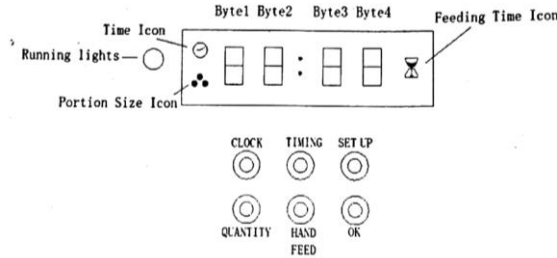 Byte1 Byte2 Byte3 Byte4
Feeding Time Icon
Time Icon
Running lights
Portion Size Icon
CLOCK TIMING SET UP
QUANTITY HAND FEED OK